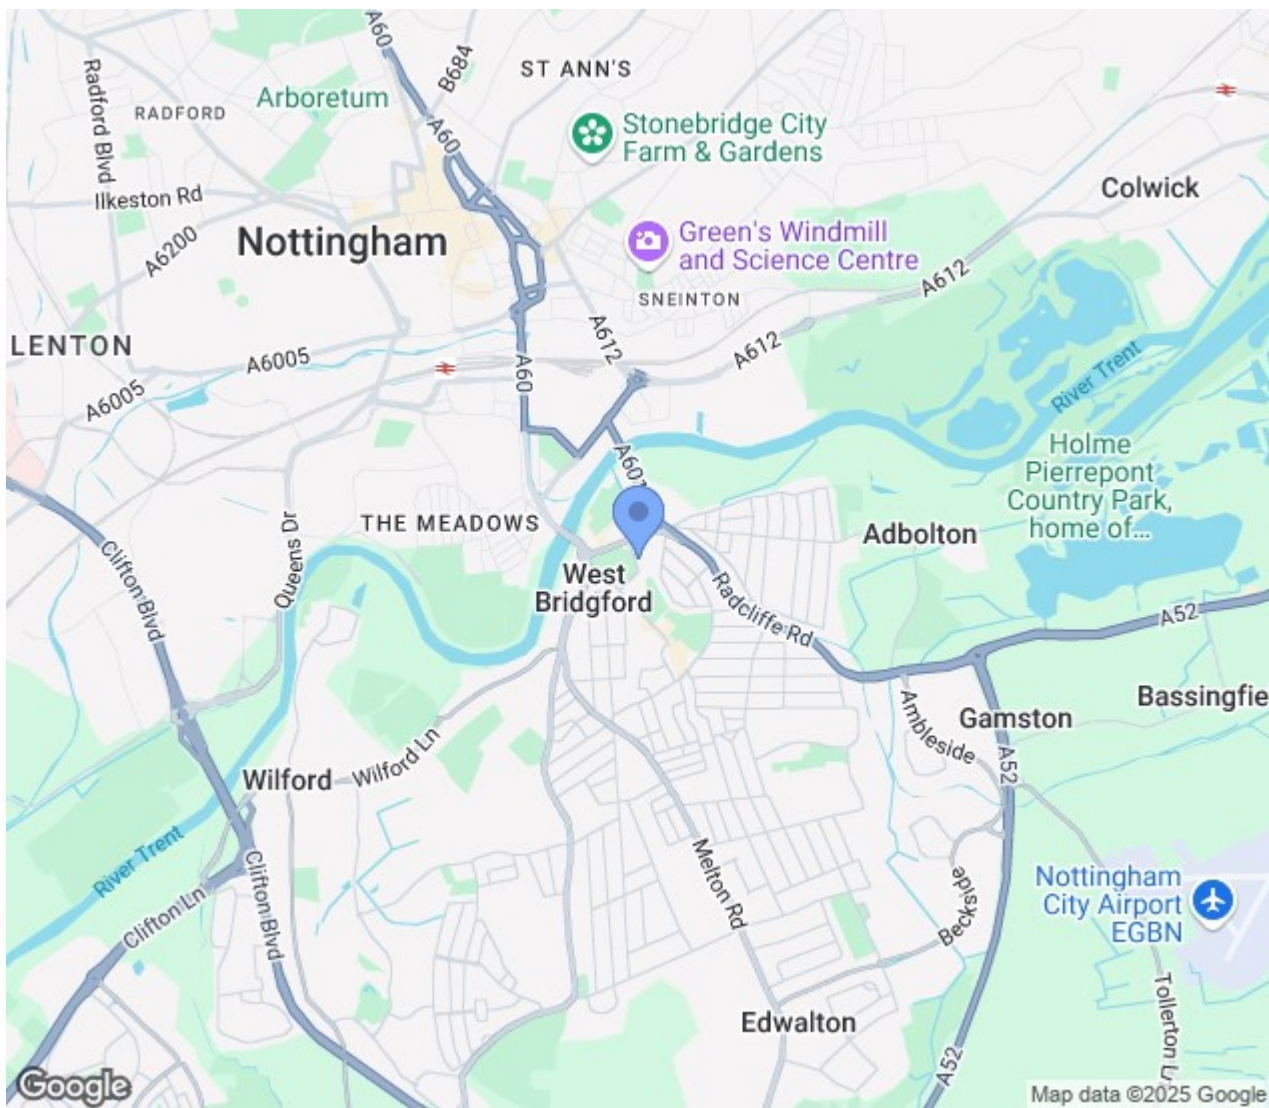 A60
B684
ST ANN'S
Radford Blvd
RADFORD
Arboretum
A60
Stonebridge City
Farm & Gardens
Ilkeston Rd
Colwick
A6200
Nottingham
Green's Windmill
and Science Centre
SNEINTON
A612
LENTON
A6005
A60
A612
A612
River Trent
A6005
Holme
Pierrepont
Country Park,
home of...
THE MEADOWS
Queens Dr
Clifton Blvd
Adbolton
West
Bridgford
Radcliffe Rd
A52
Ambleside
Gamston
Bassingfie
A52
Wilford
Wilford Ln
River Trent
Clifton Ln
Clifton Blvd
Melton Rd
Beckside
Nottingham
City Airport
EGBN
Tollerton Ln
Edwalton
A52
Google
Map data ©2025 Google